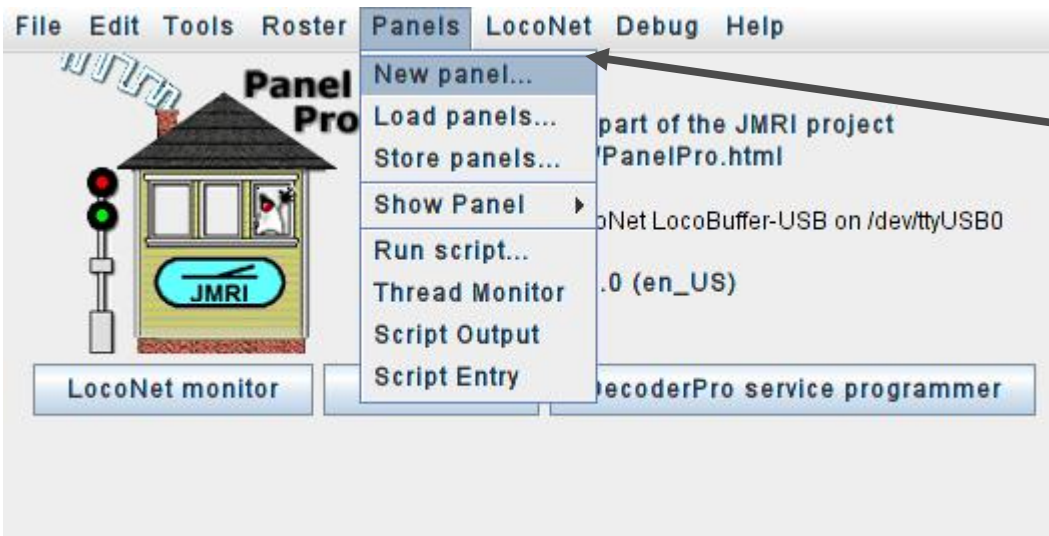 File Edit Tools Roster Panels LocoNet Debug Help
Panel
Pro
New panel...
Load panels...
Store panels...
Show Panel
Run script...
Thread Monitor
Script Output
Script Entry
part of the JMRI project
/PanelPro.html
LocoBuffer-USB on /dev/ttyUSB0
.0 (en_US)
JMRI
LocoNet monitor
service programmer